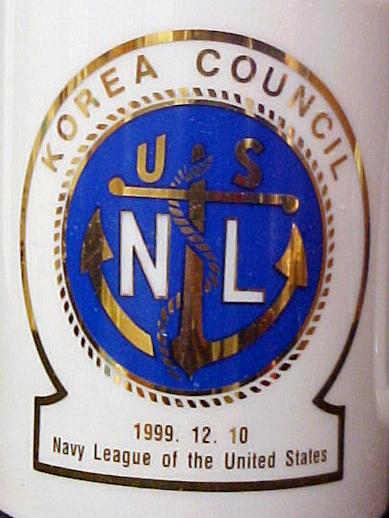 KOREA COUNCIL
U S
N L
1999. 12. 10
Navy League of the United States